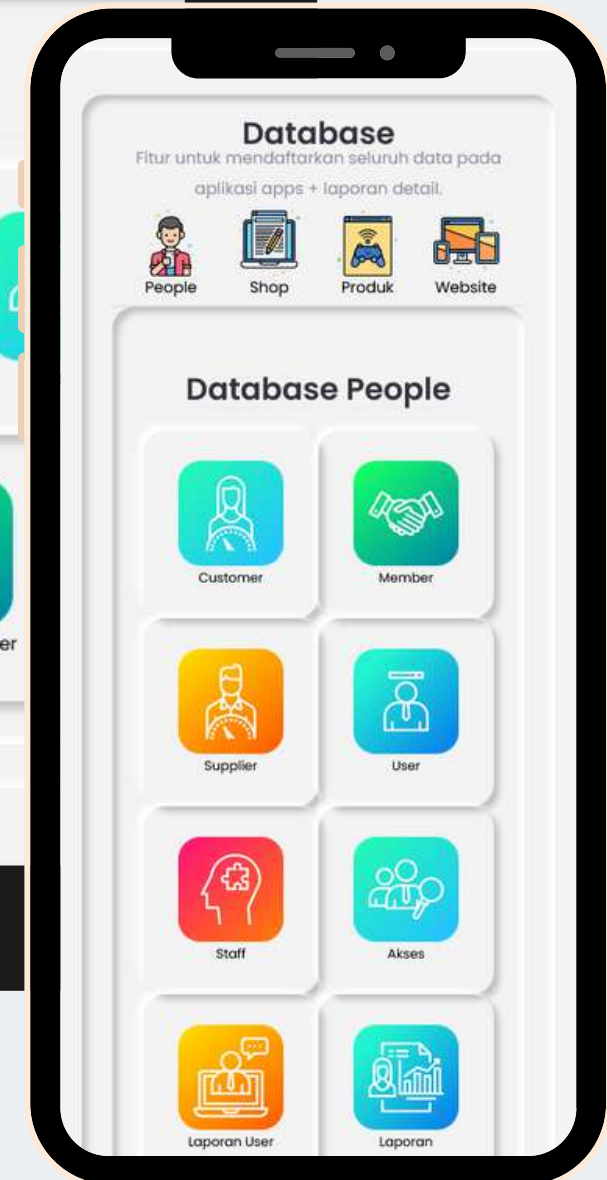 Database
Fitur untuk mendaftarkan seluruh data pada
aplikasi apps + laporan detail.
People Shop Produk Website
Database People
Customer Member
Supplier User
Staff Akses
Laporan User Laporan
er